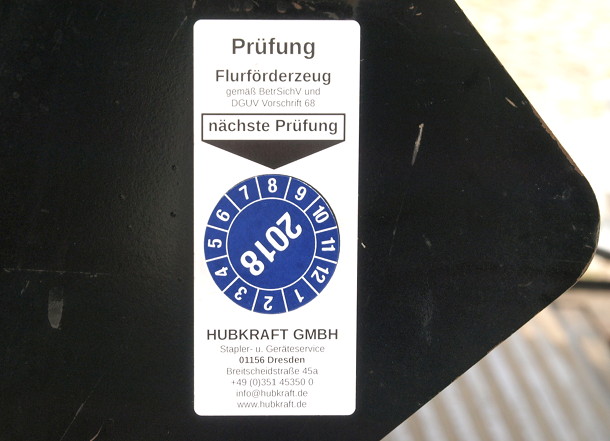 Prüfung
Flurförderzeug
gemäß BetrSichV und
DGUV Vorschrift 68
nächste Prüfung
1 2 3 4 5 6 7 8 9 10 11 12
2018
HUBKRAFT GMBH
Stapler- u. Geräteservice
01156 Dresden
Breitscheidstraße 45a
+49 (0)351 45350 0
info@hubkraft.de
www.hubkraft.de